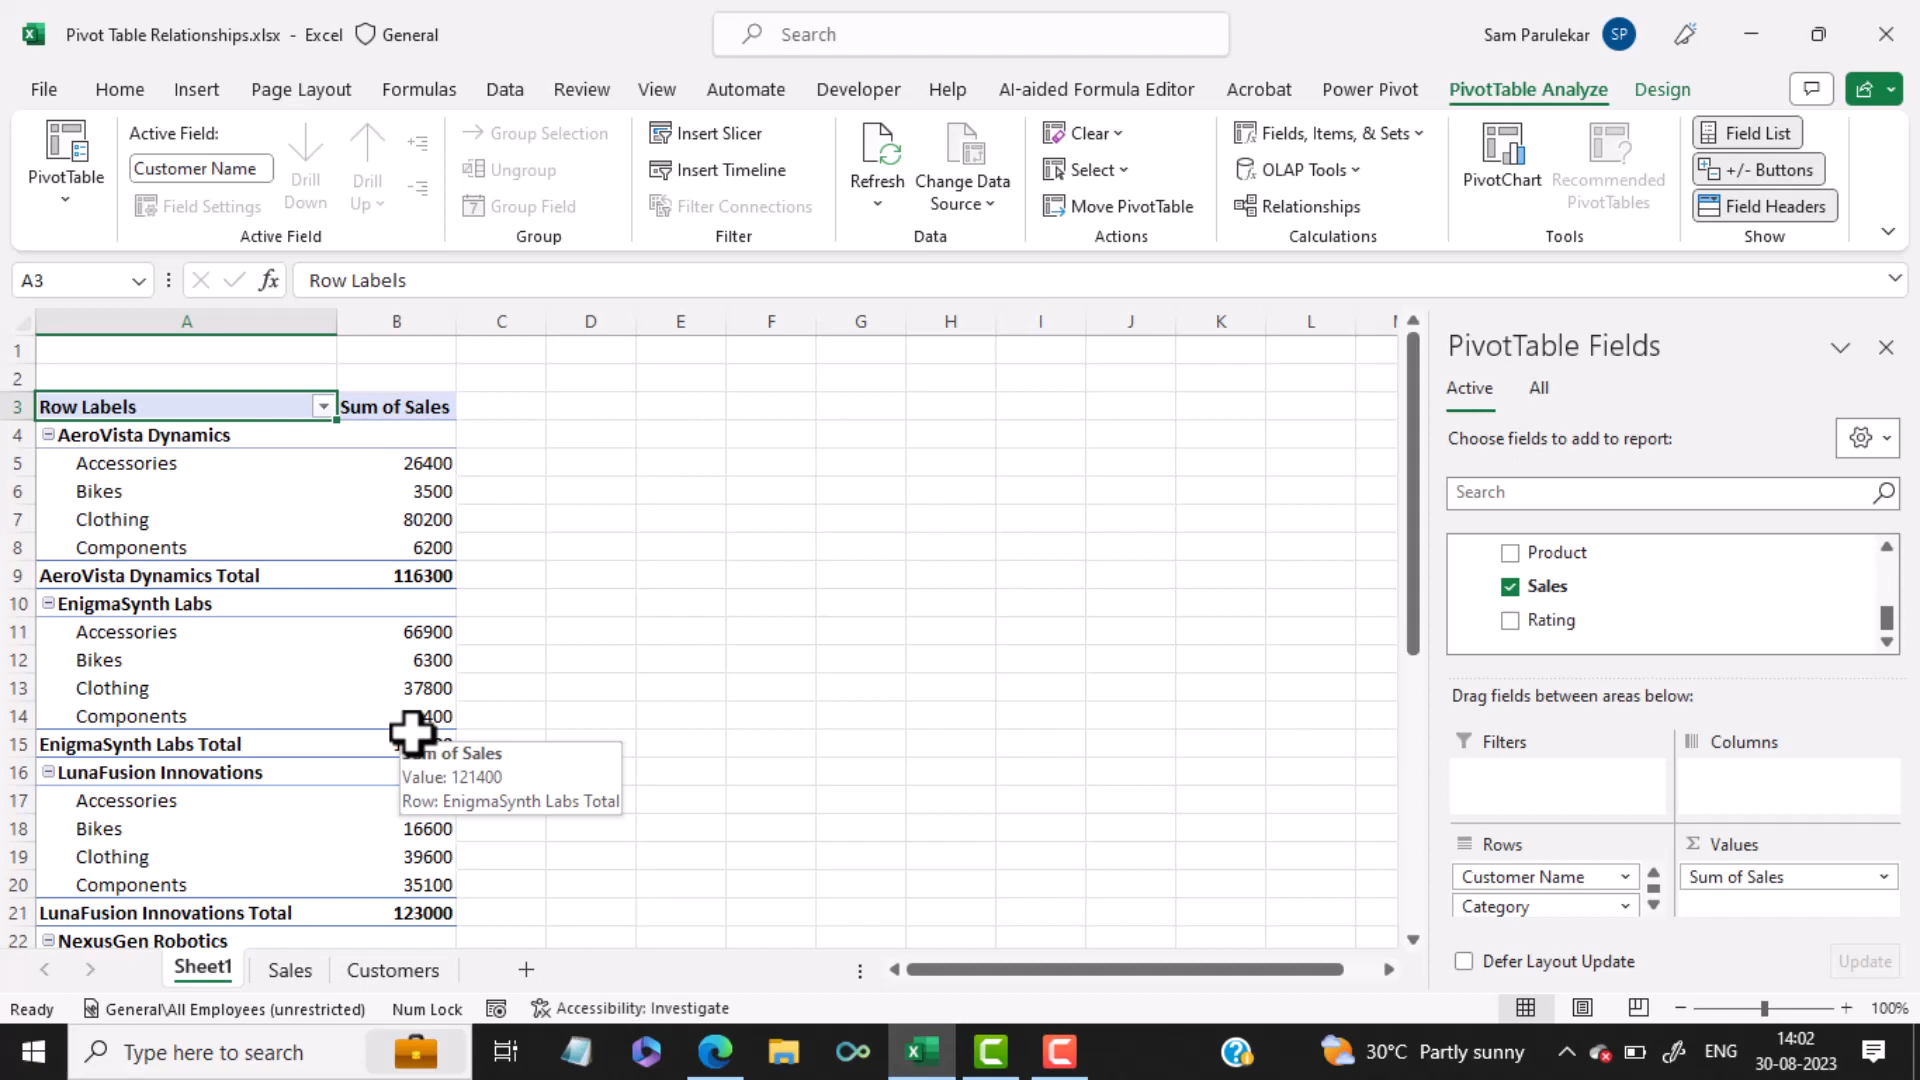 Pivot Table Relationships.xlsx - Excel General
Search
Sam Parulekar SP
File Home Insert Page Layout Formulas Data Review View Automate Developer Help AI-aided Formula Editor Acrobat Power Pivot PivotTable Analyze Design
PivotTable
Active Field:
Customer Name
Field Settings
Drill Down
Drill Up
Active Field
Group Selection
Ungroup
7 Group Field
Group
Insert Slicer
Insert Timeline
Filter Connections
Filter
Refresh
Change Data Source
Data
Clear
Select
Move PivotTable
Actions
Fields, Items, & Sets
OLAP Tools
Relationships
Calculations
PivotChart
Recommended PivotTables
Tools
Field List
+/- Buttons
Field Headers
Show
A3 fx Row Labels
A B C D E F G H I J K L
1
2
3 Row Labels Sum of Sales
4 AeroVista Dynamics
5 Accessories 26400
6 Bikes 3500
7 Clothing 80200
8 Components 6200
9 AeroVista Dynamics Total 116300
10 EnigmaSynth Labs
11 Accessories 66900
12 Bikes 6300
13 Clothing 37800
14 Components
15 EnigmaSynth Labs Total
16 LunaFusion Innovations
17 Accessories
18 Bikes 16600
19 Clothing 39600
20 Components 35100
21 LunaFusion Innovations Total 123000
22 NexusGen Robotics
of Sales
Value: 121400
Row: EnigmaSynth Labs Total
PivotTable Fields
Active All
Choose fields to add to report:
Search
Product
Sales
Rating
Drag fields between areas below:
Filters
Columns
Rows
Customer Name
Category
Σ Values
Sum of Sales
Defer Layout Update Update
Sheet1 Sales Customers
Ready General\All Employees (unrestricted) Num Lock Accessibility: Investigate 100%
Type here to search
30°C Partly sunny
ENG
14:02
30-08-2023